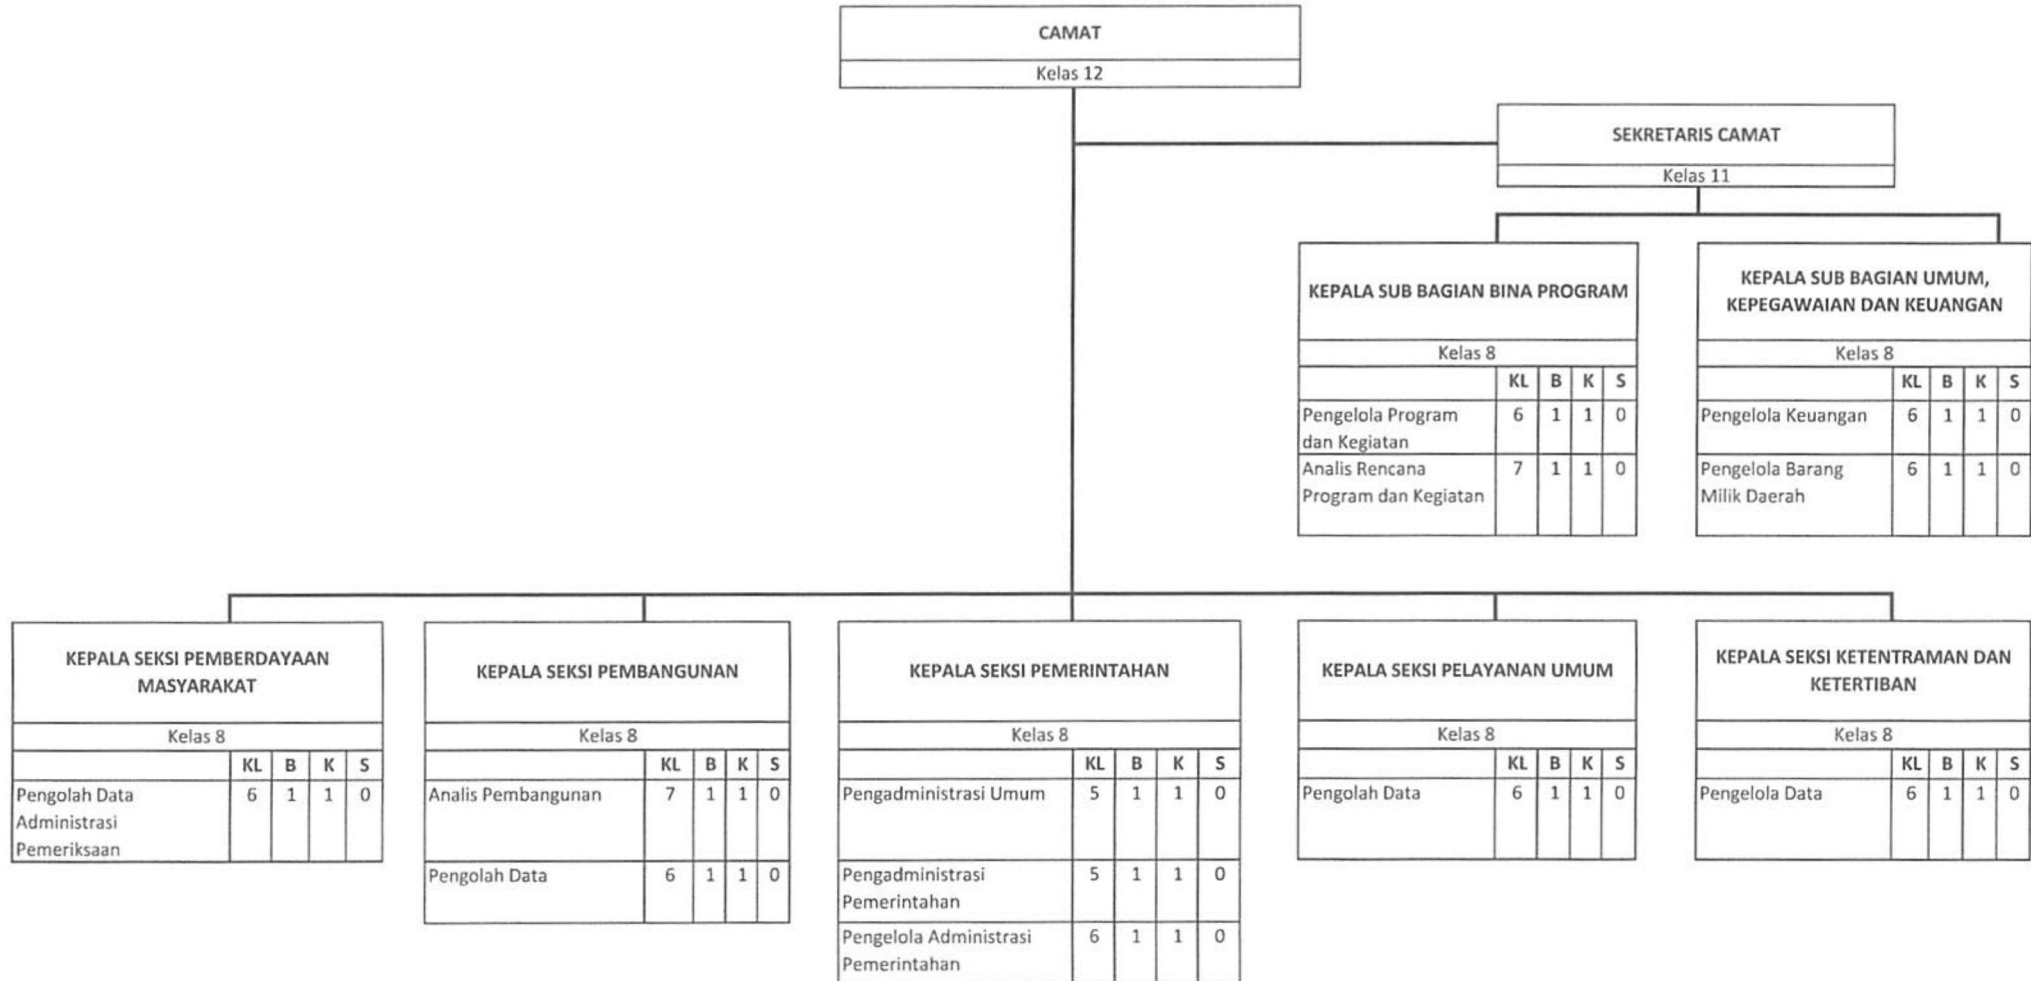 CAMAT
Kelas 12
SEKRETARIS CAMAT
Kelas 11
KEPALA SUB BAGIAN BINA PROGRAM
Kelas 8
KL B K S
Pengelola Program 6 1 1 0
dan Kegiatan
Analis Rencana 7 1 1 0
Program dan Kegiatan
KEPALA SUB BAGIAN UMUM,
KEPEGAWAIAN DAN KEUANGAN
Kelas 8
KL B K S
Pengelola Keuangan 6 1 1 0
Pengelola Barang 6 1 1 0
Milik Daerah
KEPALA SEKSI PEMBERDAYAAN
MASYARAKAT
Kelas 8
KL B K S
Pengolah Data 6 1 1 0
Administrasi
Pemeriksaan
KEPALA SEKSI PEMBANGUNAN
Kelas 8
KL B K S
Analis Pembangunan 7 1 1 0
Pengolah Data 6 1 1 0
KEPALA SEKSI PEMERINTAHAN
Kelas 8
KL B K S
Pengadministrasi Umum 5 1 1 0
Pengadministrasi 5 1 1 0
Pemerintahan
Pengelola Administrasi 6 1 1 0
Pemerintahan
KEPALA SEKSI PELAYANAN UMUM
Kelas 8
KL B K S
Pengolah Data 6 1 1 0
KEPALA SEKSI KETENTRAMAN DAN
KETERTIBAN
Kelas 8
KL B K S
Pengelola Data 6 1 1 0